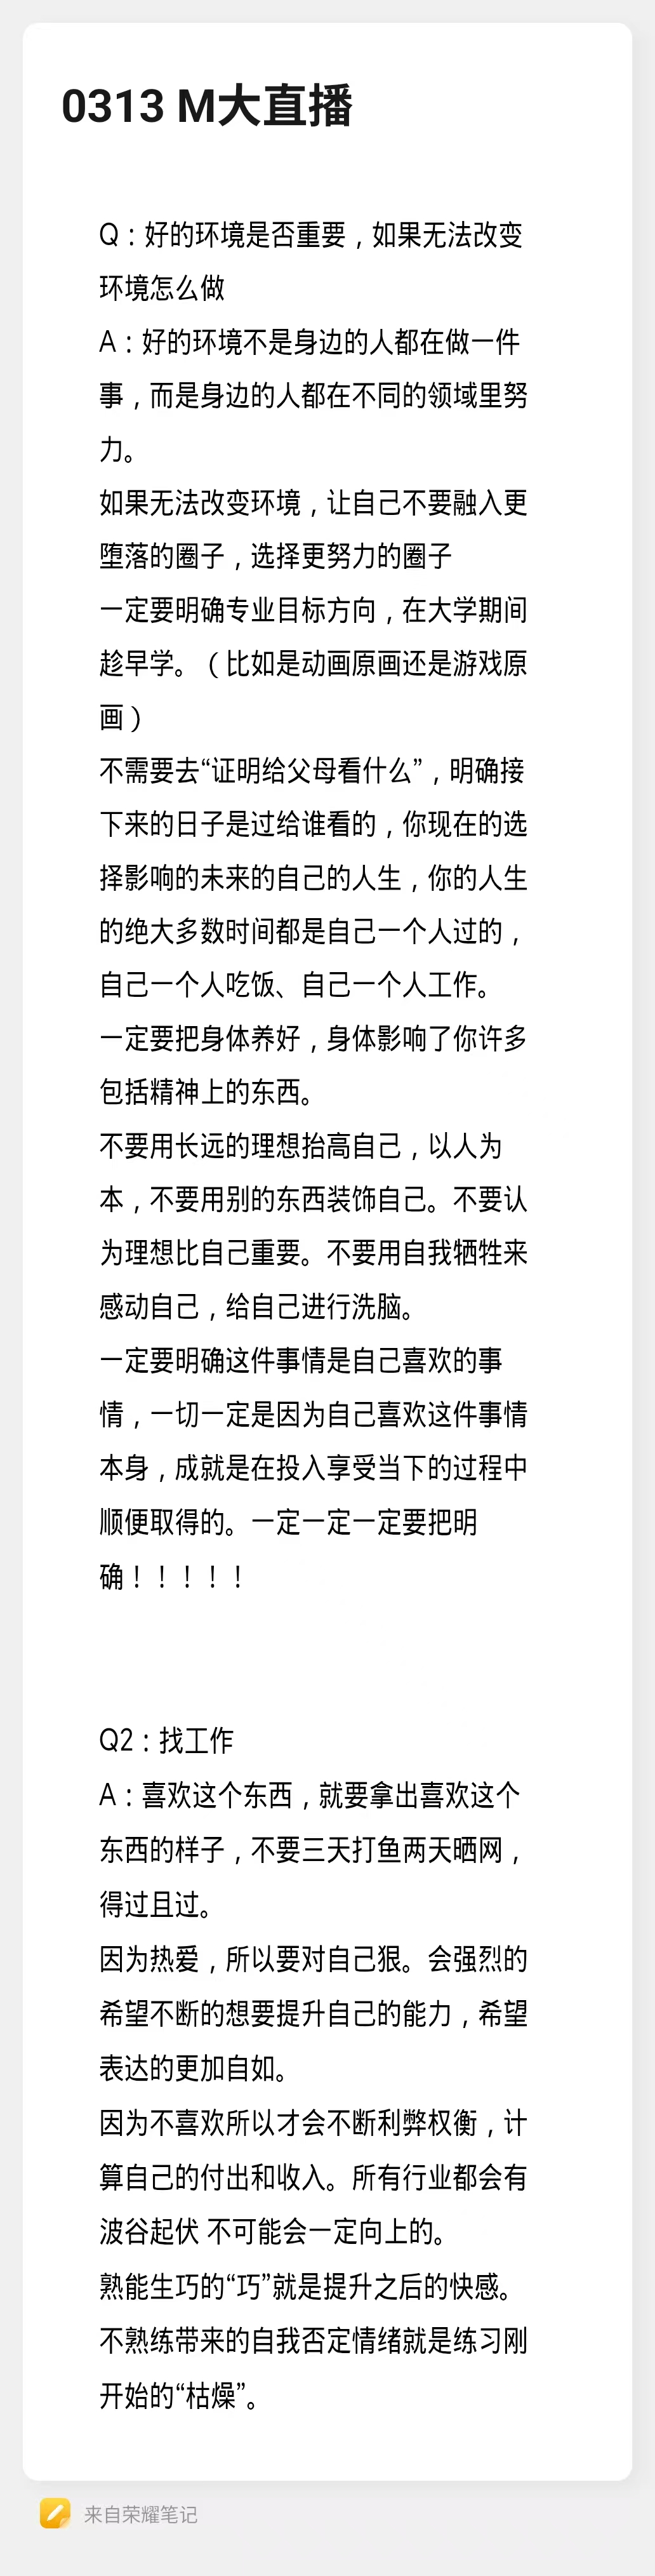 0313 M大直播
Q：好的环境是否重要，如果无法改变
环境怎么做
A：好的环境不是身边的人都在做一件
事，而是身边的人都在不同的领域里努
力。
如果无法改变环境，让自己不要融入更
堕落的圈子，选择更努力的圈子
一定要明确专业目标方向，在大学期间
趁早学。（比如是动画原画还是游戏原
画）
不需要去“证明给父母看什么”，明确接
下来的日子是过给谁看的，你现在的选
择影响的未来的自己的人生，你的人生
的绝大多数时间都是自己一个人过的，
自己一个人吃饭、自己一个人工作。
一定要把身体养好，身体影响了你许多
包括精神上的东西。
不要用长远的理想抬高自己，以人为
本，不要用别的东西装饰自己。不要认
为理想比自己重要。不要用自我牺牲来
感动自己，给自己进行洗脑。
一定要明确这件事情是自己喜欢的事
情，一切一定是因为自己喜欢这件事情
本身，成就是在投入享受当下的过程中
顺便取得的。一定一定一定要把明
确！！！！！
Q2：找工作
A：喜欢这个东西，就要拿出喜欢这个
东西的样子，不要三天打鱼两天晒网，
得过且过。
因为热爱，所以要对自己狠。会强烈的
希望不断的想要提升自己的能力，希望
表达的更加自如。
因为不喜欢所以才会不断利弊权衡，计
算自己的付出和收入。所有行业都会有
波谷起伏 不可能会一定向上的。
熟能生巧的“巧”就是提升之后的快感。
不熟练带来的自我否定情绪就是练习刚
开始的“枯燥”。
来自荣耀笔记